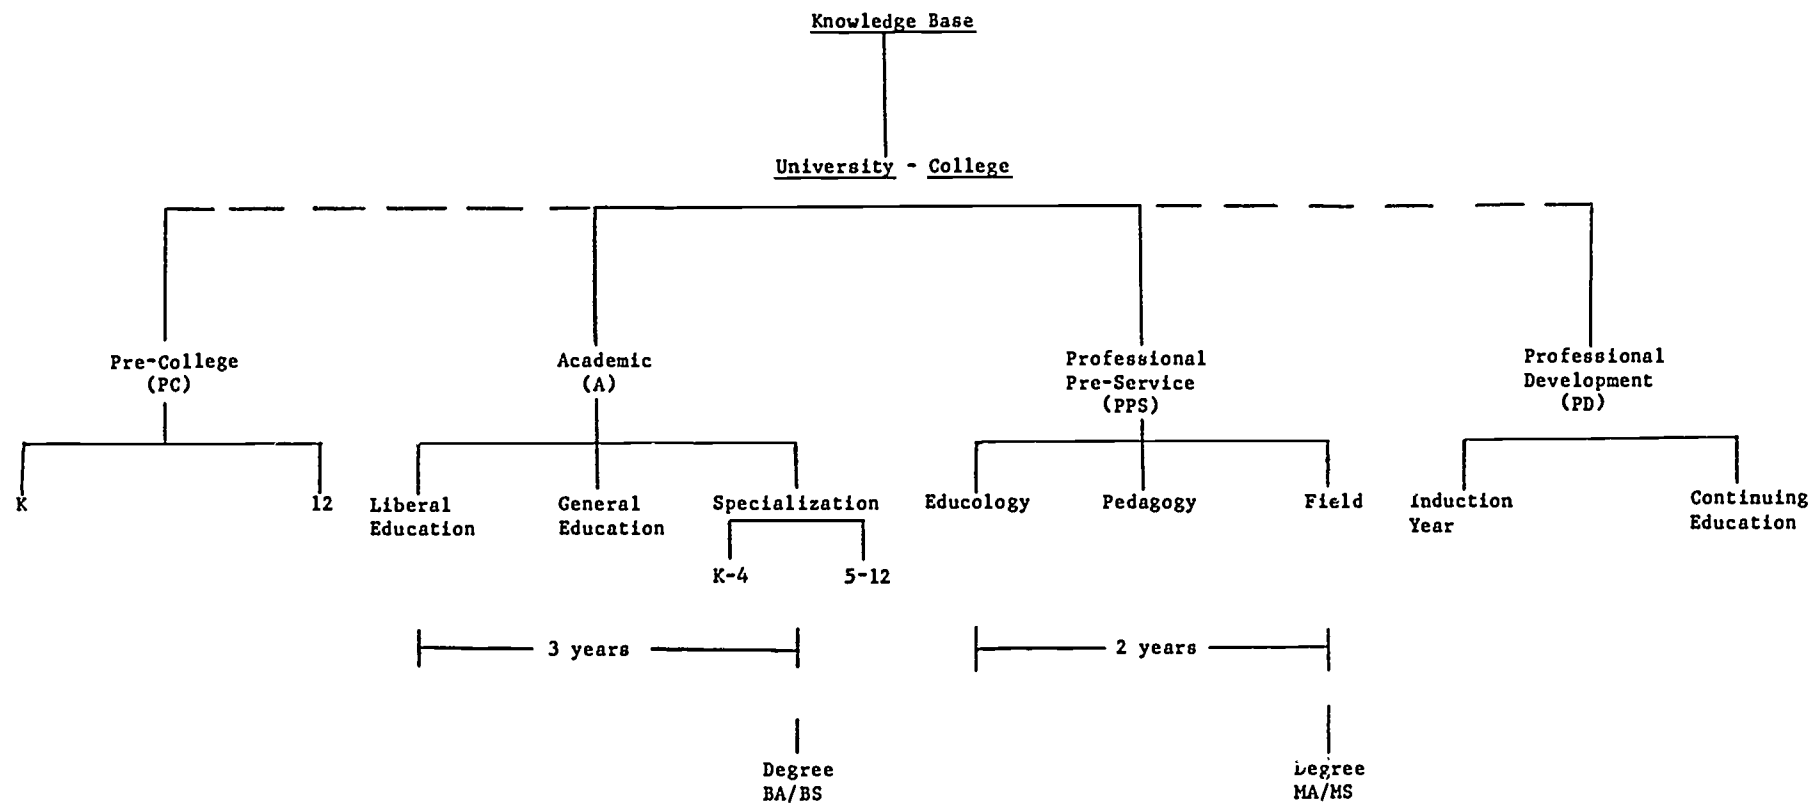 Knowledge Base
University - College
Pre-College
(PC)
Academic
(A)
Professional
Pre-Service
(PPS)
Professional
Development
(PD)
K
12
Liberal
Education
General
Education
Specialization
K-4
5-12
Educology
Pedagogy
Field
Induction
Year
Continuing
Education
3 years
2 years
Degree
BA/BS
Degree
MA/MS